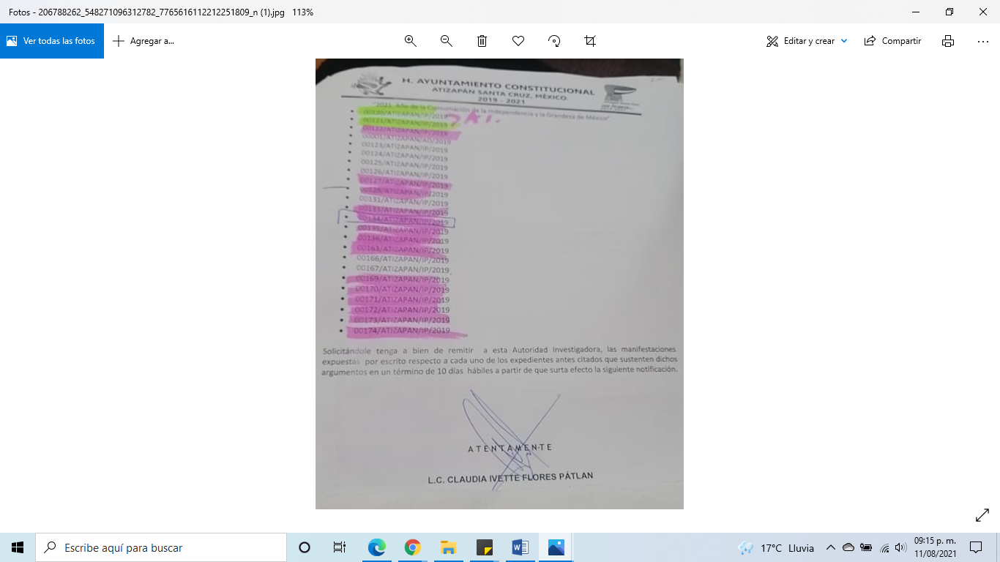 Fotos - 206788262_548271096312782_7765616112212251809_n (1).jpg 113%
Ver todas las fotos
Agregar a...
Editar y crear
Compartir
H. AYUNTAMIENTO CONSTITUCIONAL
ATIZAPÁN SANTA CRUZ, MÉXICO.
2019 - 2021
"2021. Año de la Consumación de la Independencia y la Grandeza de México"
• 00120/ATIZAPAN/IP/2019
• 00121/ATIZAPAN/IP/2019
• 00122/ATIZAPAN/IP/2019
• 00001/ATIZAPAN/AD/2019
• 00123/ATIZAPAN/IP/2019
• 00124/ATIZAPAN/IP/2019
• 00125/ATIZAPAN/IP/2019
• 00126/ATIZAPAN/IP/2019
• 00127/ATIZAPAN/IP/2019
• 00128/ATIZAPAN/IP/2019
• 00131/ATIZAPAN/IP/2019
• 00133/ATIZAPAN/IP/2019
• 00134/ATIZAPAN/IP/2019
• 00135/ATIZAPAN/IP/2019
• 00136/ATIZAPAN/IP/2019
• 00163/ATIZAPAN/IP/2019
• 00166/ATIZAPAN/IP/2019
• 00167/ATIZAPAN/IP/2019
• 00169/ATIZAPAN/IP/2019
• 00170/ATIZAPAN/IP/2019
• 00171/ATIZAPAN/IP/2019
• 00172/ATIZAPAN/IP/2019
• 00173/ATIZAPAN/IP/2019
• 00174/ATIZAPAN/IP/2019
Solicitándole tenga a bien de remitir a esta Autoridad Investigadora, las manifestaciones
expuestas por escrito respecto a cada uno de los expedientes antes citados que sustenten dichos
argumentos en un término de 10 días hábiles a partir de que surta efecto la siguiente notificación.
ATENTAMENTE
L.C. CLAUDIA IVETTE FLORES PÁTLAN
Escribe aquí para buscar
17°C Lluvia
09:15 p. m.
11/08/2021